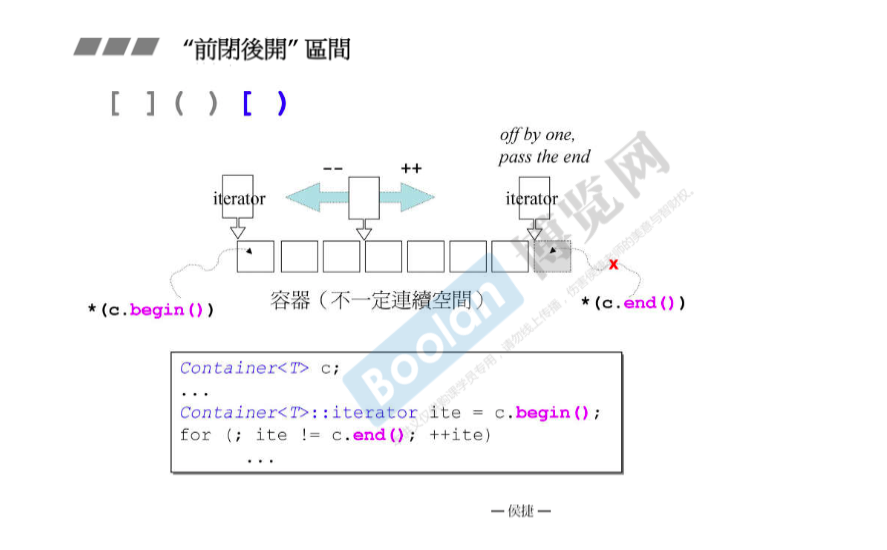 “前閉後開” 區間
[ ] ( ) [ )
off by one,
pass the end
-- ++
iterator
iterator
x
*(c.begin())
容器（不一定連續空間）
*(c.end())
Container<T> c;
...
Container<T>::iterator ite = c.begin();
for (; ite != c.end(); ++ite)
...
— 侯捷 —
Boolan
博览网